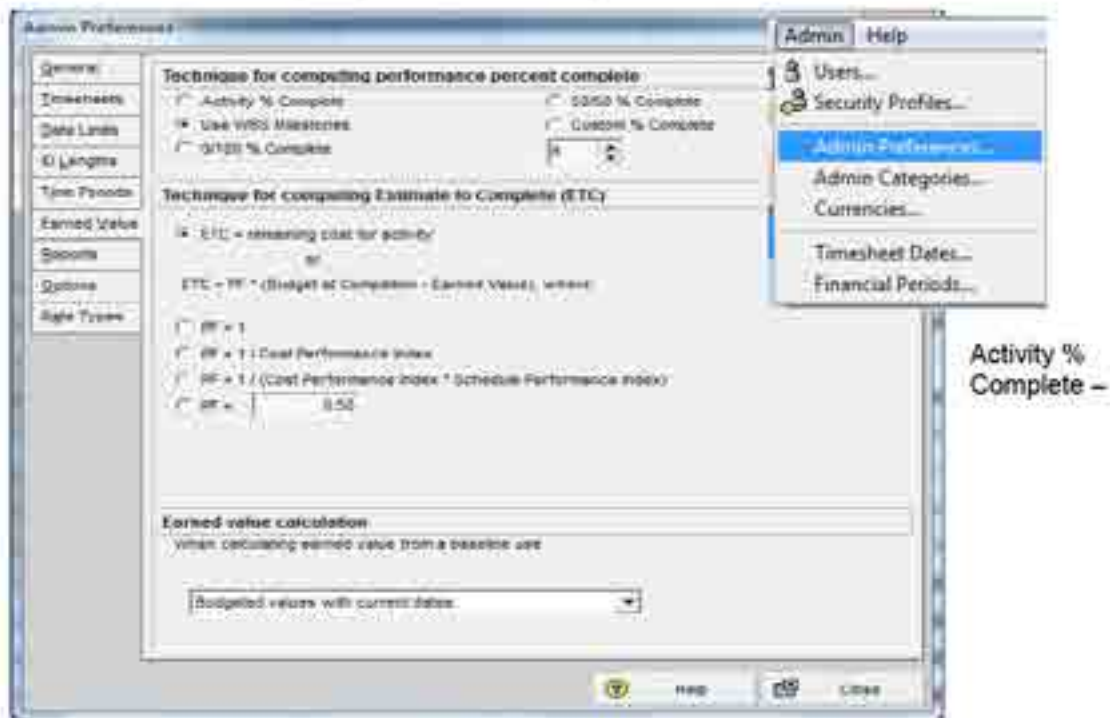 Admin Preferences
Admin Help
Users...
Security Profiles...
Admin Preferences...
Admin Categories...
Currencies...
Timesheet Dates...
Financial Periods...
General
Timesheets
Data Limits
ID Lengths
Time Periods
Earned Value
Reports
Options
Rate Types
Technique for computing performance percent complete
Activity % Complete
50/50 % Complete
Use WBS Milestones
Custom % Complete
0/100 % Complete
Technique for computing Estimate to Complete (ETC)
ETC = remaining cost for activity
or
ETC = PF * (Budget at Completion - Earned Value), where:
PF = 1
PF = 1 / Cost Performance Index
PF = 1 / (Cost Performance Index * Schedule Performance Index)
PF = 0.50
Earned value calculation
When calculating earned value from a baseline use
Budgeted values with current dates
Help
Close
Activity %
Complete –